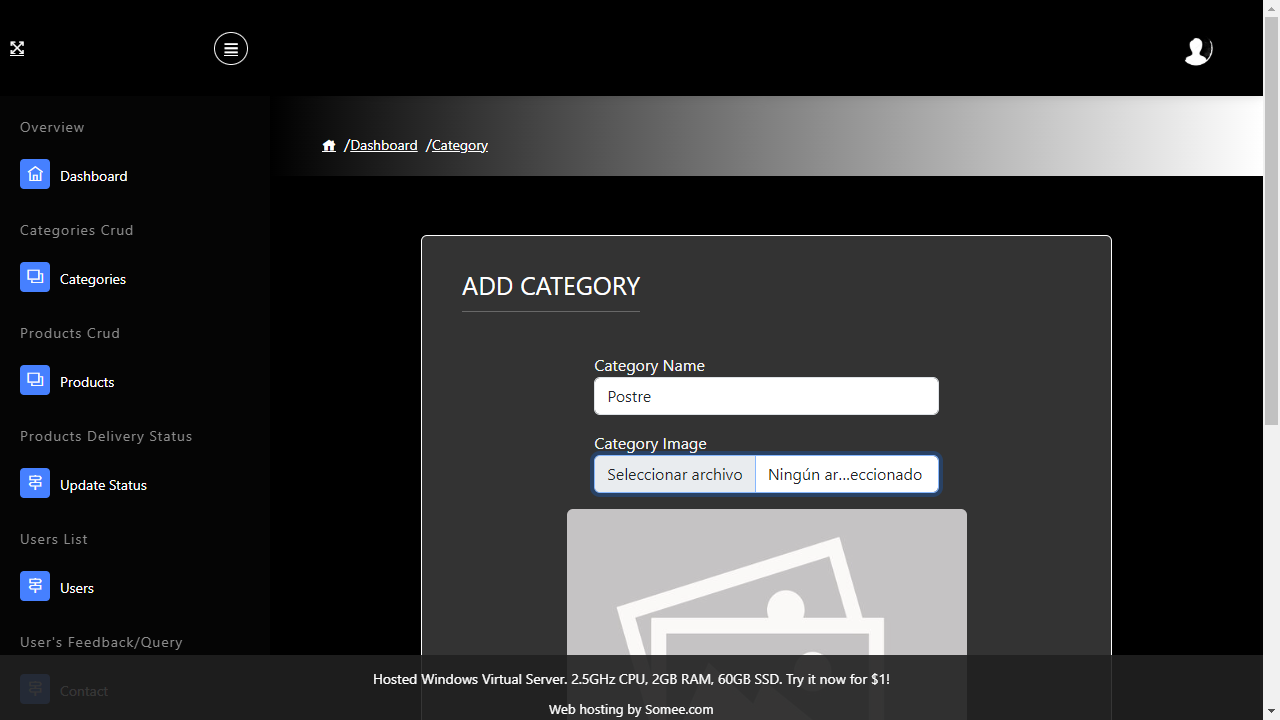 /Dashboard /Category
Overview
Dashboard
Categories Crud
Categories
Products Crud
Products
Products Delivery Status
Update Status
Users List
Users
User's Feedback/Query
Contact
ADD CATEGORY
Category Name
Postre
Category Image
Seleccionar archivo Ningún ar...eccionado
Hosted Windows Virtual Server. 2.5GHz CPU, 2GB RAM, 60GB SSD. Try it now for $1!
Web hosting by Somee.com